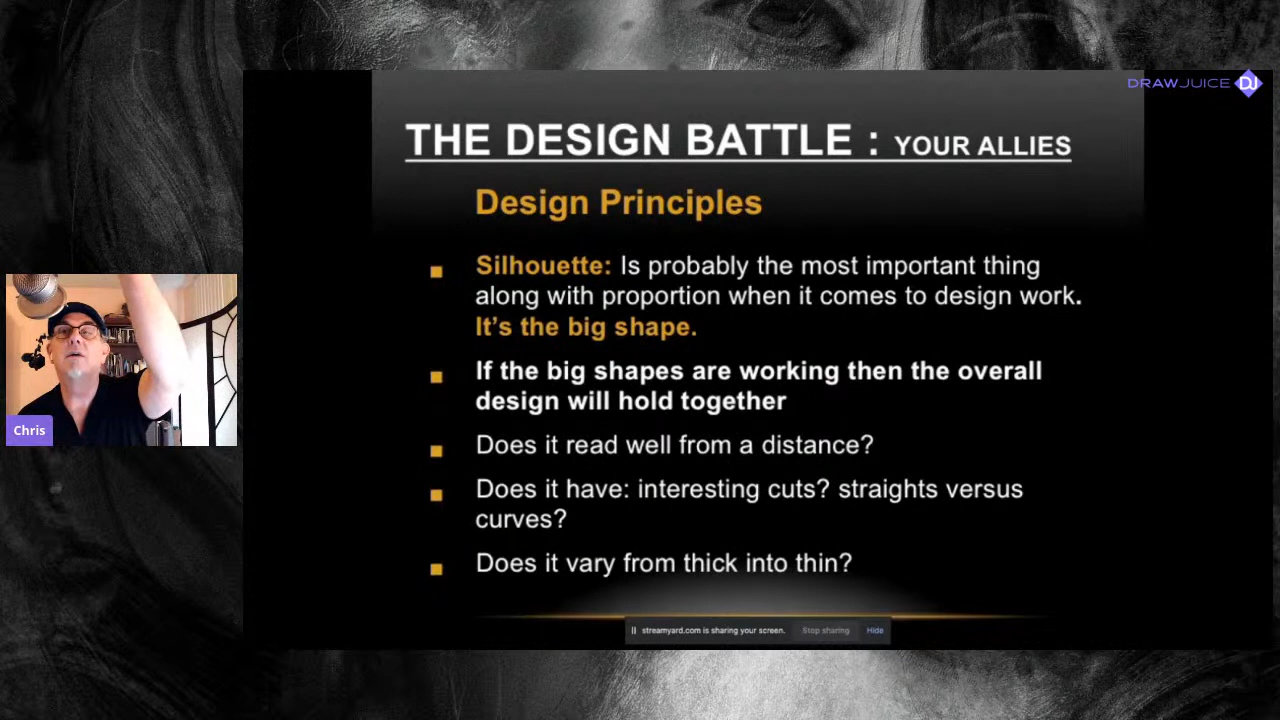 DRAWJUICE DJ
THE DESIGN BATTLE : YOUR ALLIES
Design Principles
Silhouette: Is probably the most important thing
along with proportion when it comes to design work.
It’s the big shape.
If the big shapes are working then the overall
design will hold together
Does it read well from a distance?
Does it have: interesting cuts? straights versus
curves?
Does it vary from thick into thin?
Chris
streamyard.com is sharing your screen. Stop sharing Hide